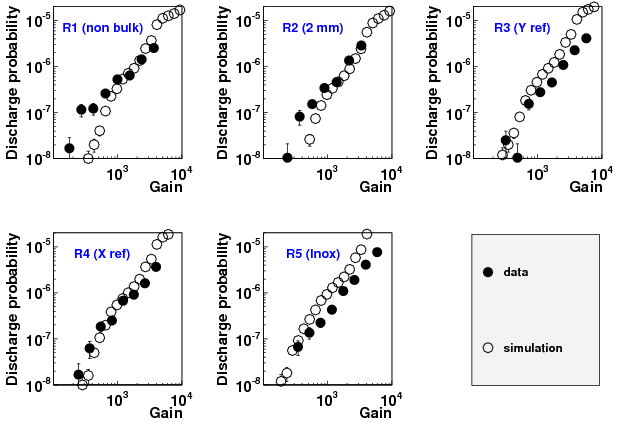 R1 (non bulk)
Discharge probability
10^-5
10^-6
10^-7
10^-8
10^3
10^4
Gain
R2 (2 mm)
Discharge probability
10^-5
10^-6
10^-7
10^-8
10^3
10^4
Gain
R3 (Y ref)
Discharge probability
10^-5
10^-6
10^-7
10^-8
10^3
10^4
Gain
R4 (X ref)
Discharge probability
10^-5
10^-6
10^-7
10^-8
10^3
10^4
Gain
R5 (Inox)
Discharge probability
10^-5
10^-6
10^-7
10^-8
10^3
10^4
Gain
data
simulation